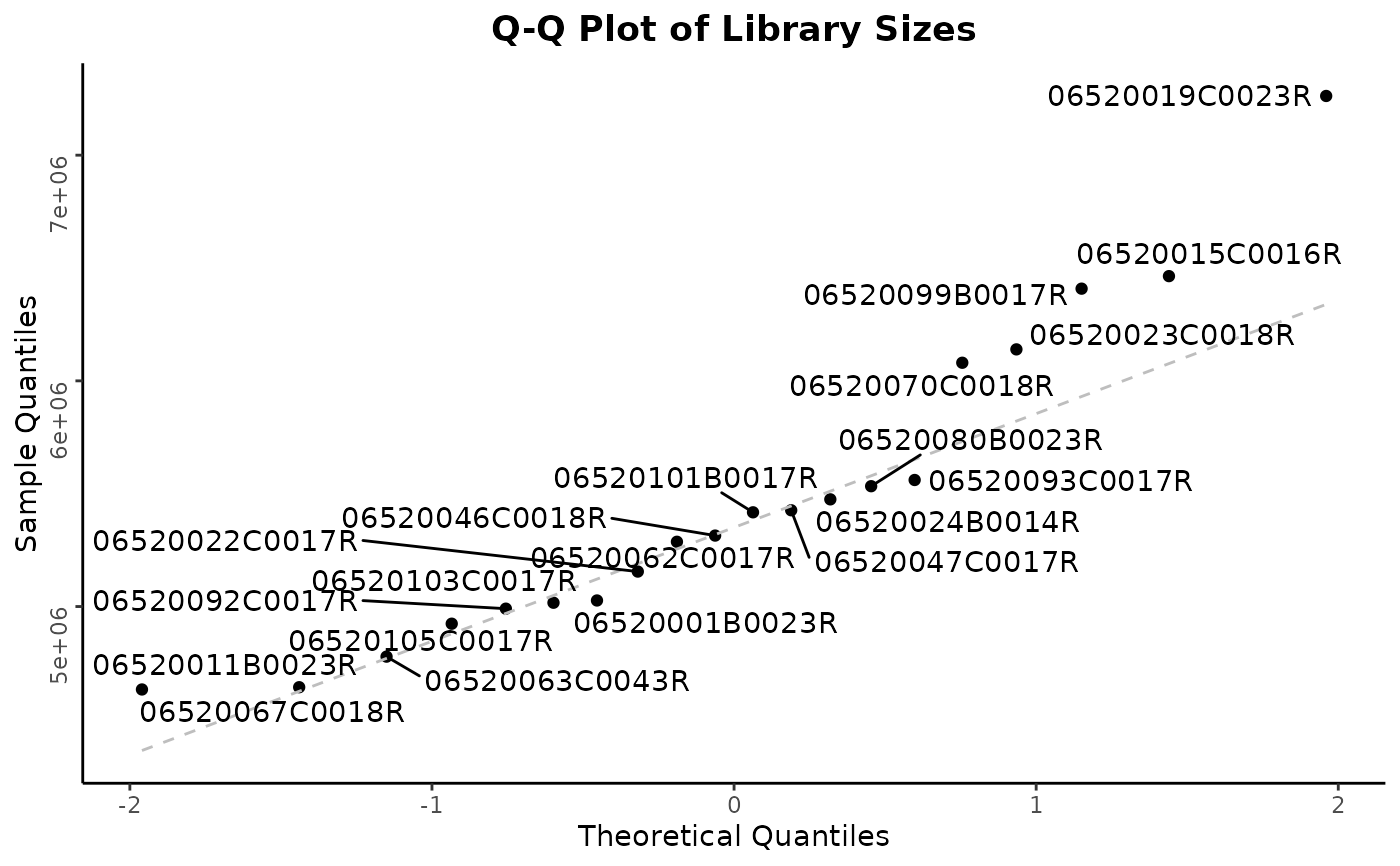 Q-Q Plot of Library Sizes
06520019C0023R
7e+06
06520015C0016R
06520099B0017R
06520023C0018R
06520070C0018R
6e+06
06520080B0023R
06520101B0017R
06520093C0017R
06520046C0018R
06520024B0014R
06520022C0017R
06520062C0017R
06520047C0017R
06520103C0017R
06520092C0017R
06520001B0023R
5e+06
06520105C0017R
06520011B0023R
06520063C0043R
06520067C0018R
Sample Quantiles
-2 -1 0 1 2
Theoretical Quantiles